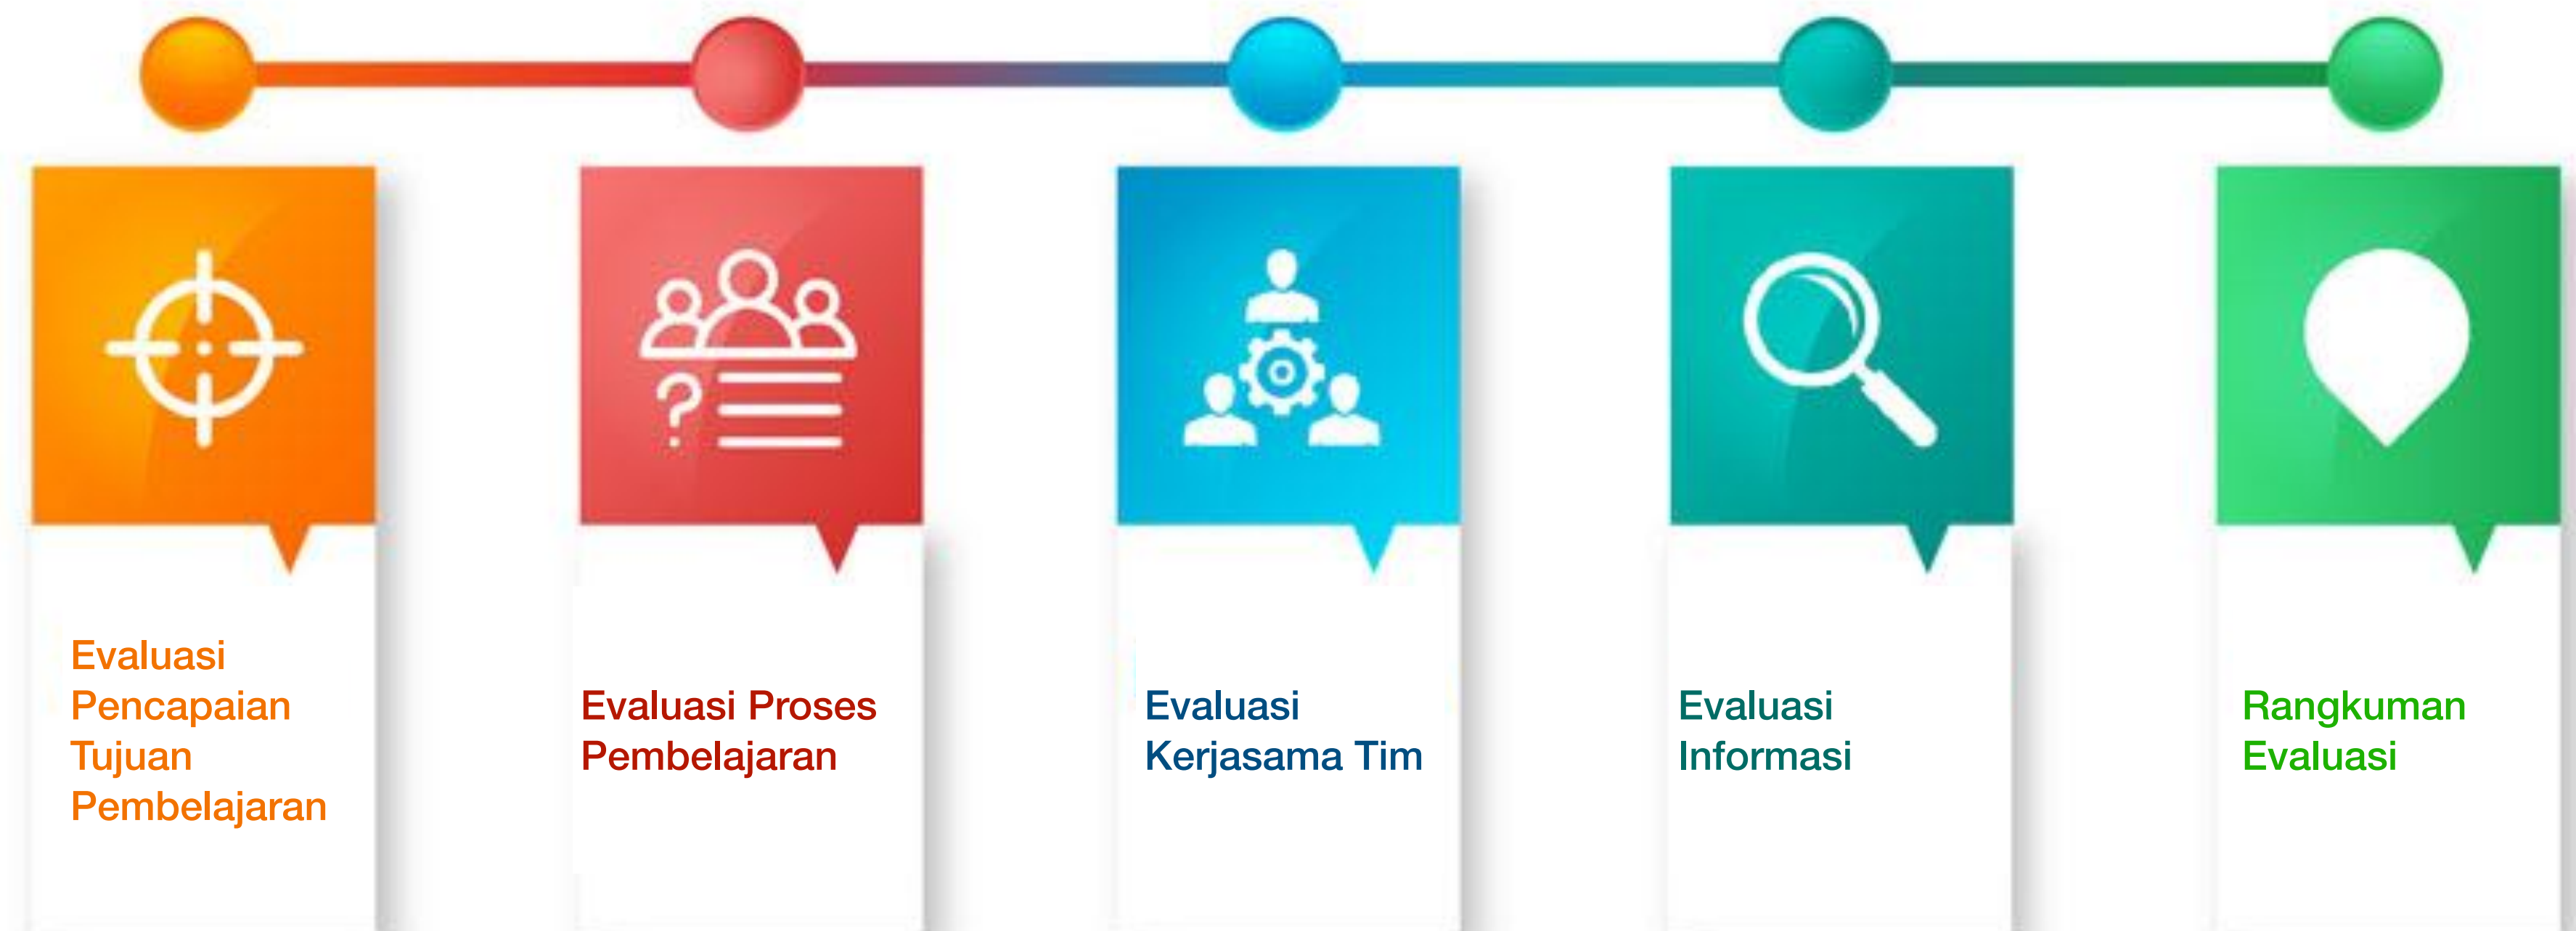 Evaluasi
Pencapaian
Tujuan
Pembelajaran
Evaluasi Proses
Pembelajaran
Evaluasi
Kerjasama Tim
Evaluasi
Informasi
Rangkuman
Evaluasi